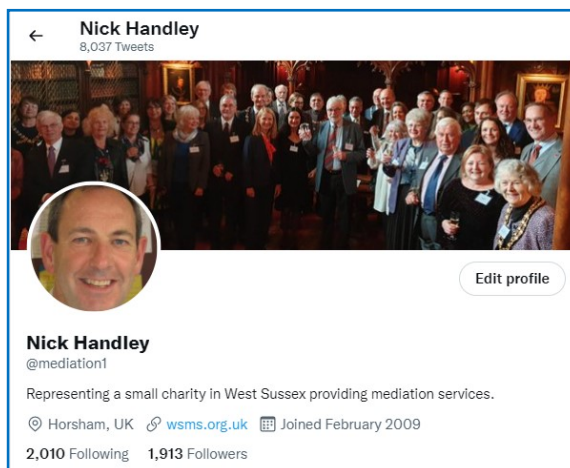 Nick Handley
8,037 Tweets
Edit profile
Nick Handley
@mediation1
Representing a small charity in West Sussex providing mediation services.
Horsham, UK wsms.org.uk Joined February 2009
2,010 Following 1,913 Followers